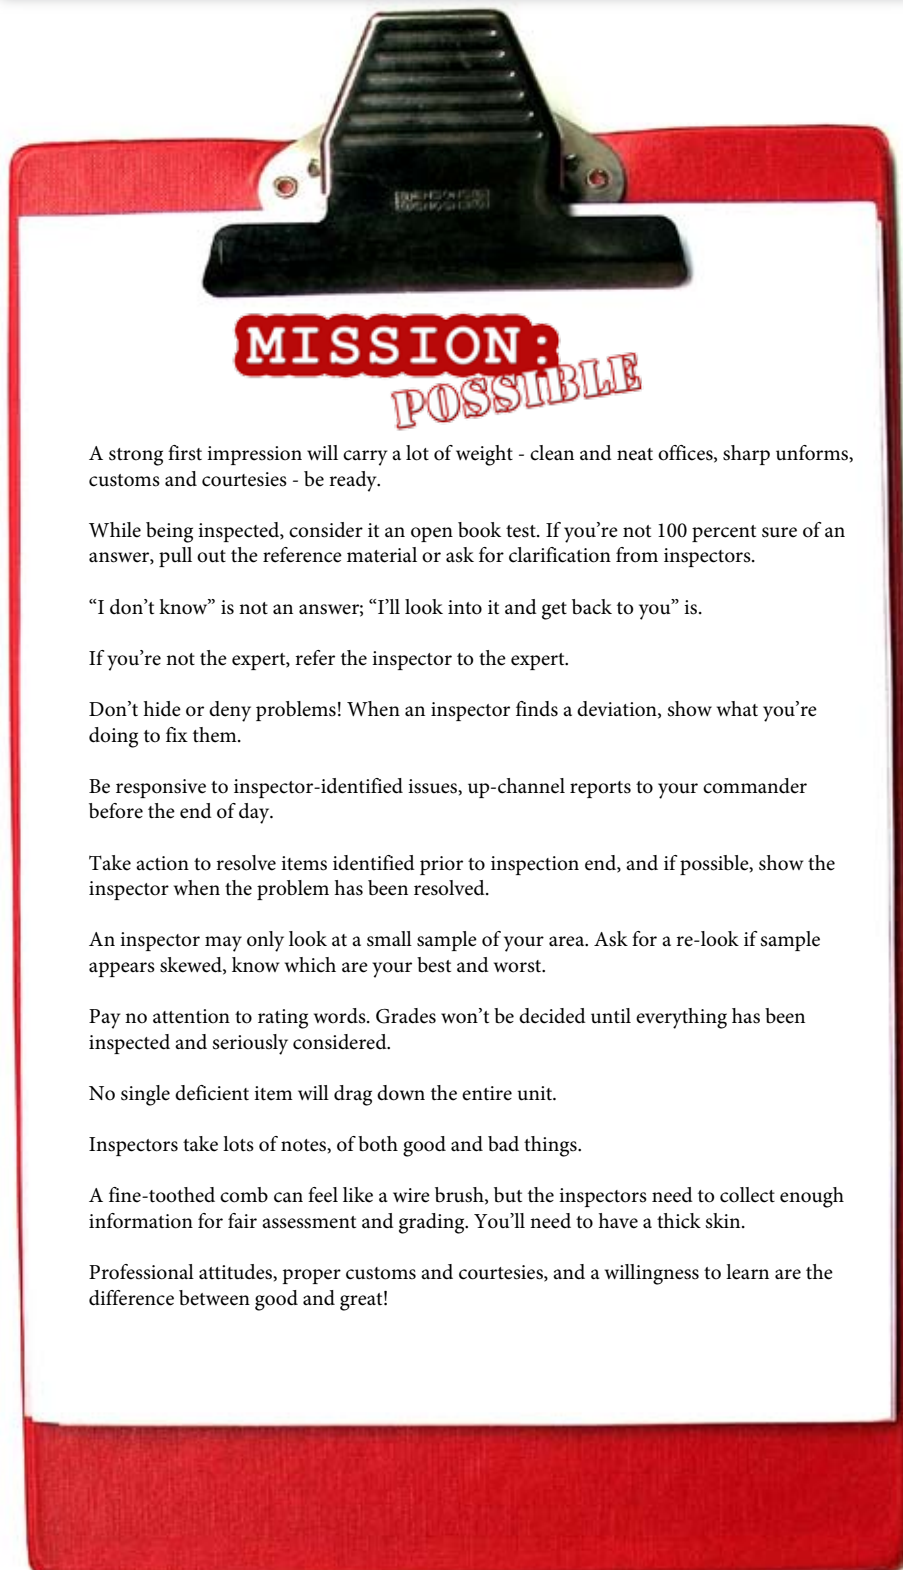 MISSION:
POSSIBLE
A strong first impression will carry a lot of weight - clean and neat offices, sharp unforms,
customs and courtesies - be ready.
While being inspected, consider it an open book test. If you’re not 100 percent sure of an
answer, pull out the reference material or ask for clarification from inspectors.
“I don’t know” is not an answer; “I’ll look into it and get back to you” is.
If you’re not the expert, refer the inspector to the expert.
Don’t hide or deny problems! When an inspector finds a deviation, show what you’re
doing to fix them.
Be responsive to inspector-identified issues, up-channel reports to your commander
before the end of day.
Take action to resolve items identified prior to inspection end, and if possible, show the
inspector when the problem has been resolved.
An inspector may only look at a small sample of your area. Ask for a re-look if sample
appears skewed, know which are your best and worst.
Pay no attention to rating words. Grades won’t be decided until everything has been
inspected and seriously considered.
No single deficient item will drag down the entire unit.
Inspectors take lots of notes, of both good and bad things.
A fine-toothed comb can feel like a wire brush, but the inspectors need to collect enough
information for fair assessment and grading. You’ll need to have a thick skin.
Professional attitudes, proper customs and courtesies, and a willingness to learn are the
difference between good and great!